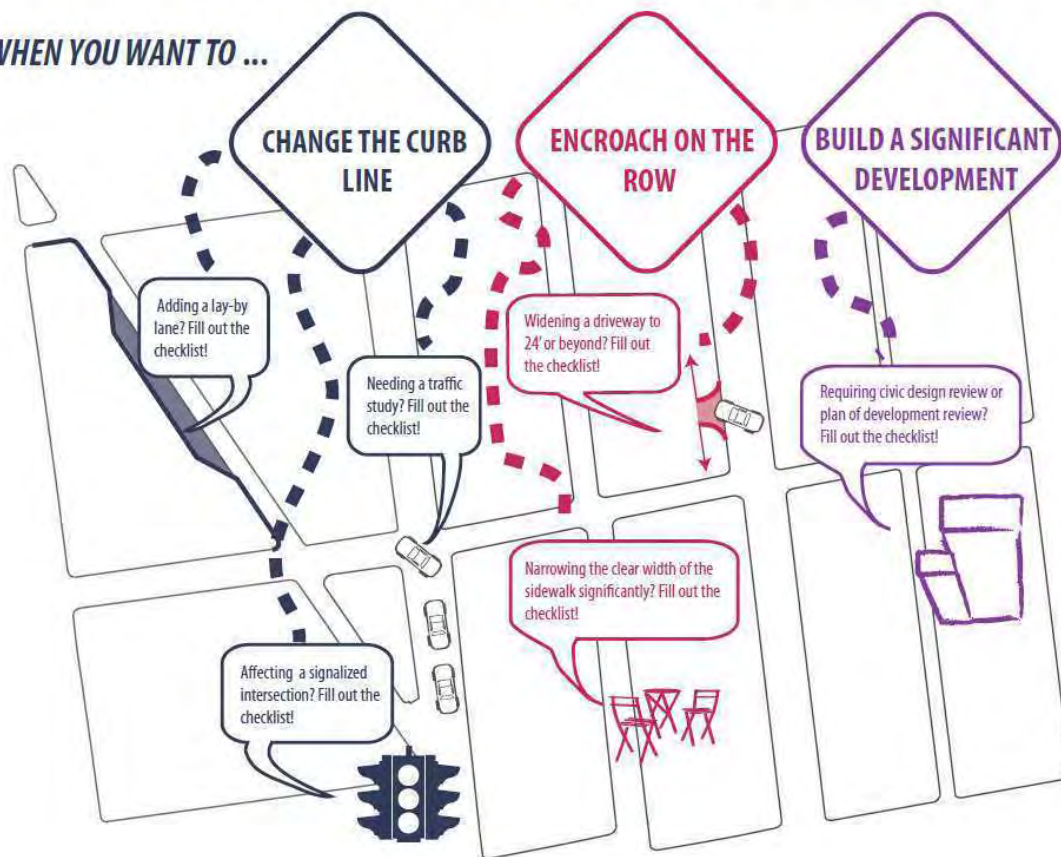 WHEN YOU WANT TO ...
CHANGE THE CURB
LINE
ENCROACH ON THE
ROW
BUILD A SIGNIFICANT
DEVELOPMENT
Adding a lay-by
lane? Fill out the
checklist!
Needing a traffic
study? Fill out the
checklist!
Widening a driveway to
24' or beyond? Fill out
the checklist!
Requiring civic design review or
plan of development review?
Fill out the checklist!
Narrowing the clear width of the
sidewalk significantly? Fill out the
checklist!
Affecting a signalized
intersection? Fill out the
checklist!